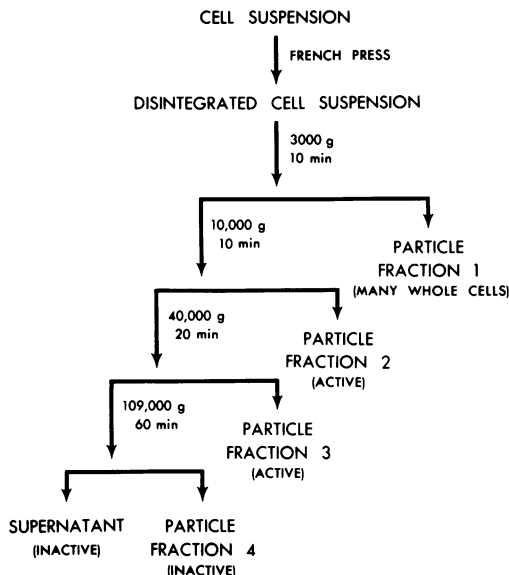 CELL SUSPENSION
FRENCH PRESS
DISINTEGRATED CELL SUSPENSION
3000 g
10 min
10,000 g
10 min
PARTICLE
FRACTION 1
(MANY WHOLE CELLS)
40,000 g
20 min
PARTICLE
FRACTION 2
(ACTIVE)
109,000 g
60 min
PARTICLE
FRACTION 3
(ACTIVE)
SUPERNATANT
(INACTIVE)
PARTICLE
FRACTION 4
(INACTIVE)